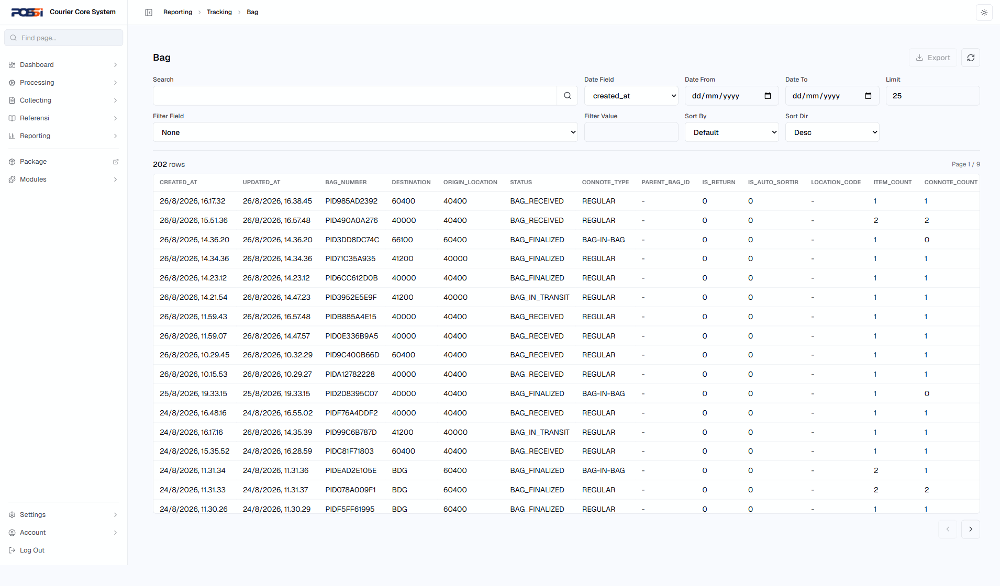 POSSi Courier Core System
Reporting > Tracking > Bag
Find page...
Dashboard
Processing
Collecting
Referensi
Reporting
Package
Modules
Settings
Account
Log Out
Bag
Export
Search
Date Field
Date From
Date To
Limit
created_at
dd/mm/yyyy
dd/mm/yyyy
25
Filter Field
Filter Value
Sort By
Sort Dir
None
Default
Desc
202 rows
Page 1 / 9
CREATED_AT UPDATED_AT BAG_NUMBER DESTINATION ORIGIN_LOCATION STATUS CONNOTE_TYPE PARENT_BAG_ID IS_RETURN IS_AUTO_SORTIR LOCATION_CODE ITEM_COUNT CONNOTE_COUNT
26/8/2026, 16.17.32 26/8/2026, 16.38.45 PID985AD2392 60400 40400 BAG_RECEIVED REGULAR - 0 0 - 1 1
26/8/2026, 15.51.36 26/8/2026, 16.57.48 PID490A0A276 40000 40400 BAG_RECEIVED REGULAR - 0 0 - 2 2
26/8/2026, 14.36.20 26/8/2026, 14.36.20 PID3DD8DC74C 66100 60400 BAG_FINALIZED BAG-IN-BAG - 0 0 - 1 0
26/8/2026, 14.34.36 26/8/2026, 14.34.36 PID71C35A935 41200 40000 BAG_FINALIZED REGULAR - 0 0 - 1 1
26/8/2026, 14.23.12 26/8/2026, 14.23.12 PID6CC612D0B 40000 40400 BAG_FINALIZED REGULAR - 0 0 - 1 1
26/8/2026, 14.21.54 26/8/2026, 14.47.23 PID3952E5E9F 41200 40000 BAG_IN_TRANSIT REGULAR - 0 0 - 1 1
26/8/2026, 11.59.43 26/8/2026, 16.57.48 PIDB885A4E15 40000 40400 BAG_RECEIVED REGULAR - 0 0 - 1 1
26/8/2026, 11.59.07 26/8/2026, 14.47.57 PID0E336B9A5 40000 40400 BAG_RECEIVED REGULAR - 0 0 - 1 1
26/8/2026, 10.29.45 26/8/2026, 10.32.29 PID9C400B66D 60400 40400 BAG_RECEIVED REGULAR - 0 0 - 1 1
26/8/2026, 10.15.53 26/8/2026, 10.29.27 PIDA12782228 40000 40400 BAG_RECEIVED REGULAR - 0 0 - 1 1
25/8/2026, 19.33.15 25/8/2026, 19.33.15 PID2D8395C07 40000 40400 BAG_FINALIZED BAG-IN-BAG - 0 0 - 1 0
24/8/2026, 16.48.16 24/8/2026, 16.55.02 PIDF76A4DDF2 40000 40400 BAG_RECEIVED REGULAR - 0 0 - 1 1
24/8/2026, 16.17.16 26/8/2026, 14.35.39 PID99C6B787D 41200 40000 BAG_IN_TRANSIT REGULAR - 0 0 - 1 1
24/8/2026, 15.35.52 24/8/2026, 16.28.59 PIDC81F71803 60400 40400 BAG_RECEIVED REGULAR - 0 0 - 1 1
24/8/2026, 11.31.34 24/8/2026, 11.31.36 PIDEAD2E105E BDG 60400 BAG_FINALIZED BAG-IN-BAG - 0 0 - 2 1
24/8/2026, 11.31.33 24/8/2026, 11.31.37 PID078A009F1 BDG 60400 BAG_FINALIZED REGULAR - 0 0 - 2 2
24/8/2026, 11.30.26 24/8/2026, 11.30.29 PIDF5FF61995 BDG 60400 BAG_FINALIZED REGULAR - 0 0 - 1 1